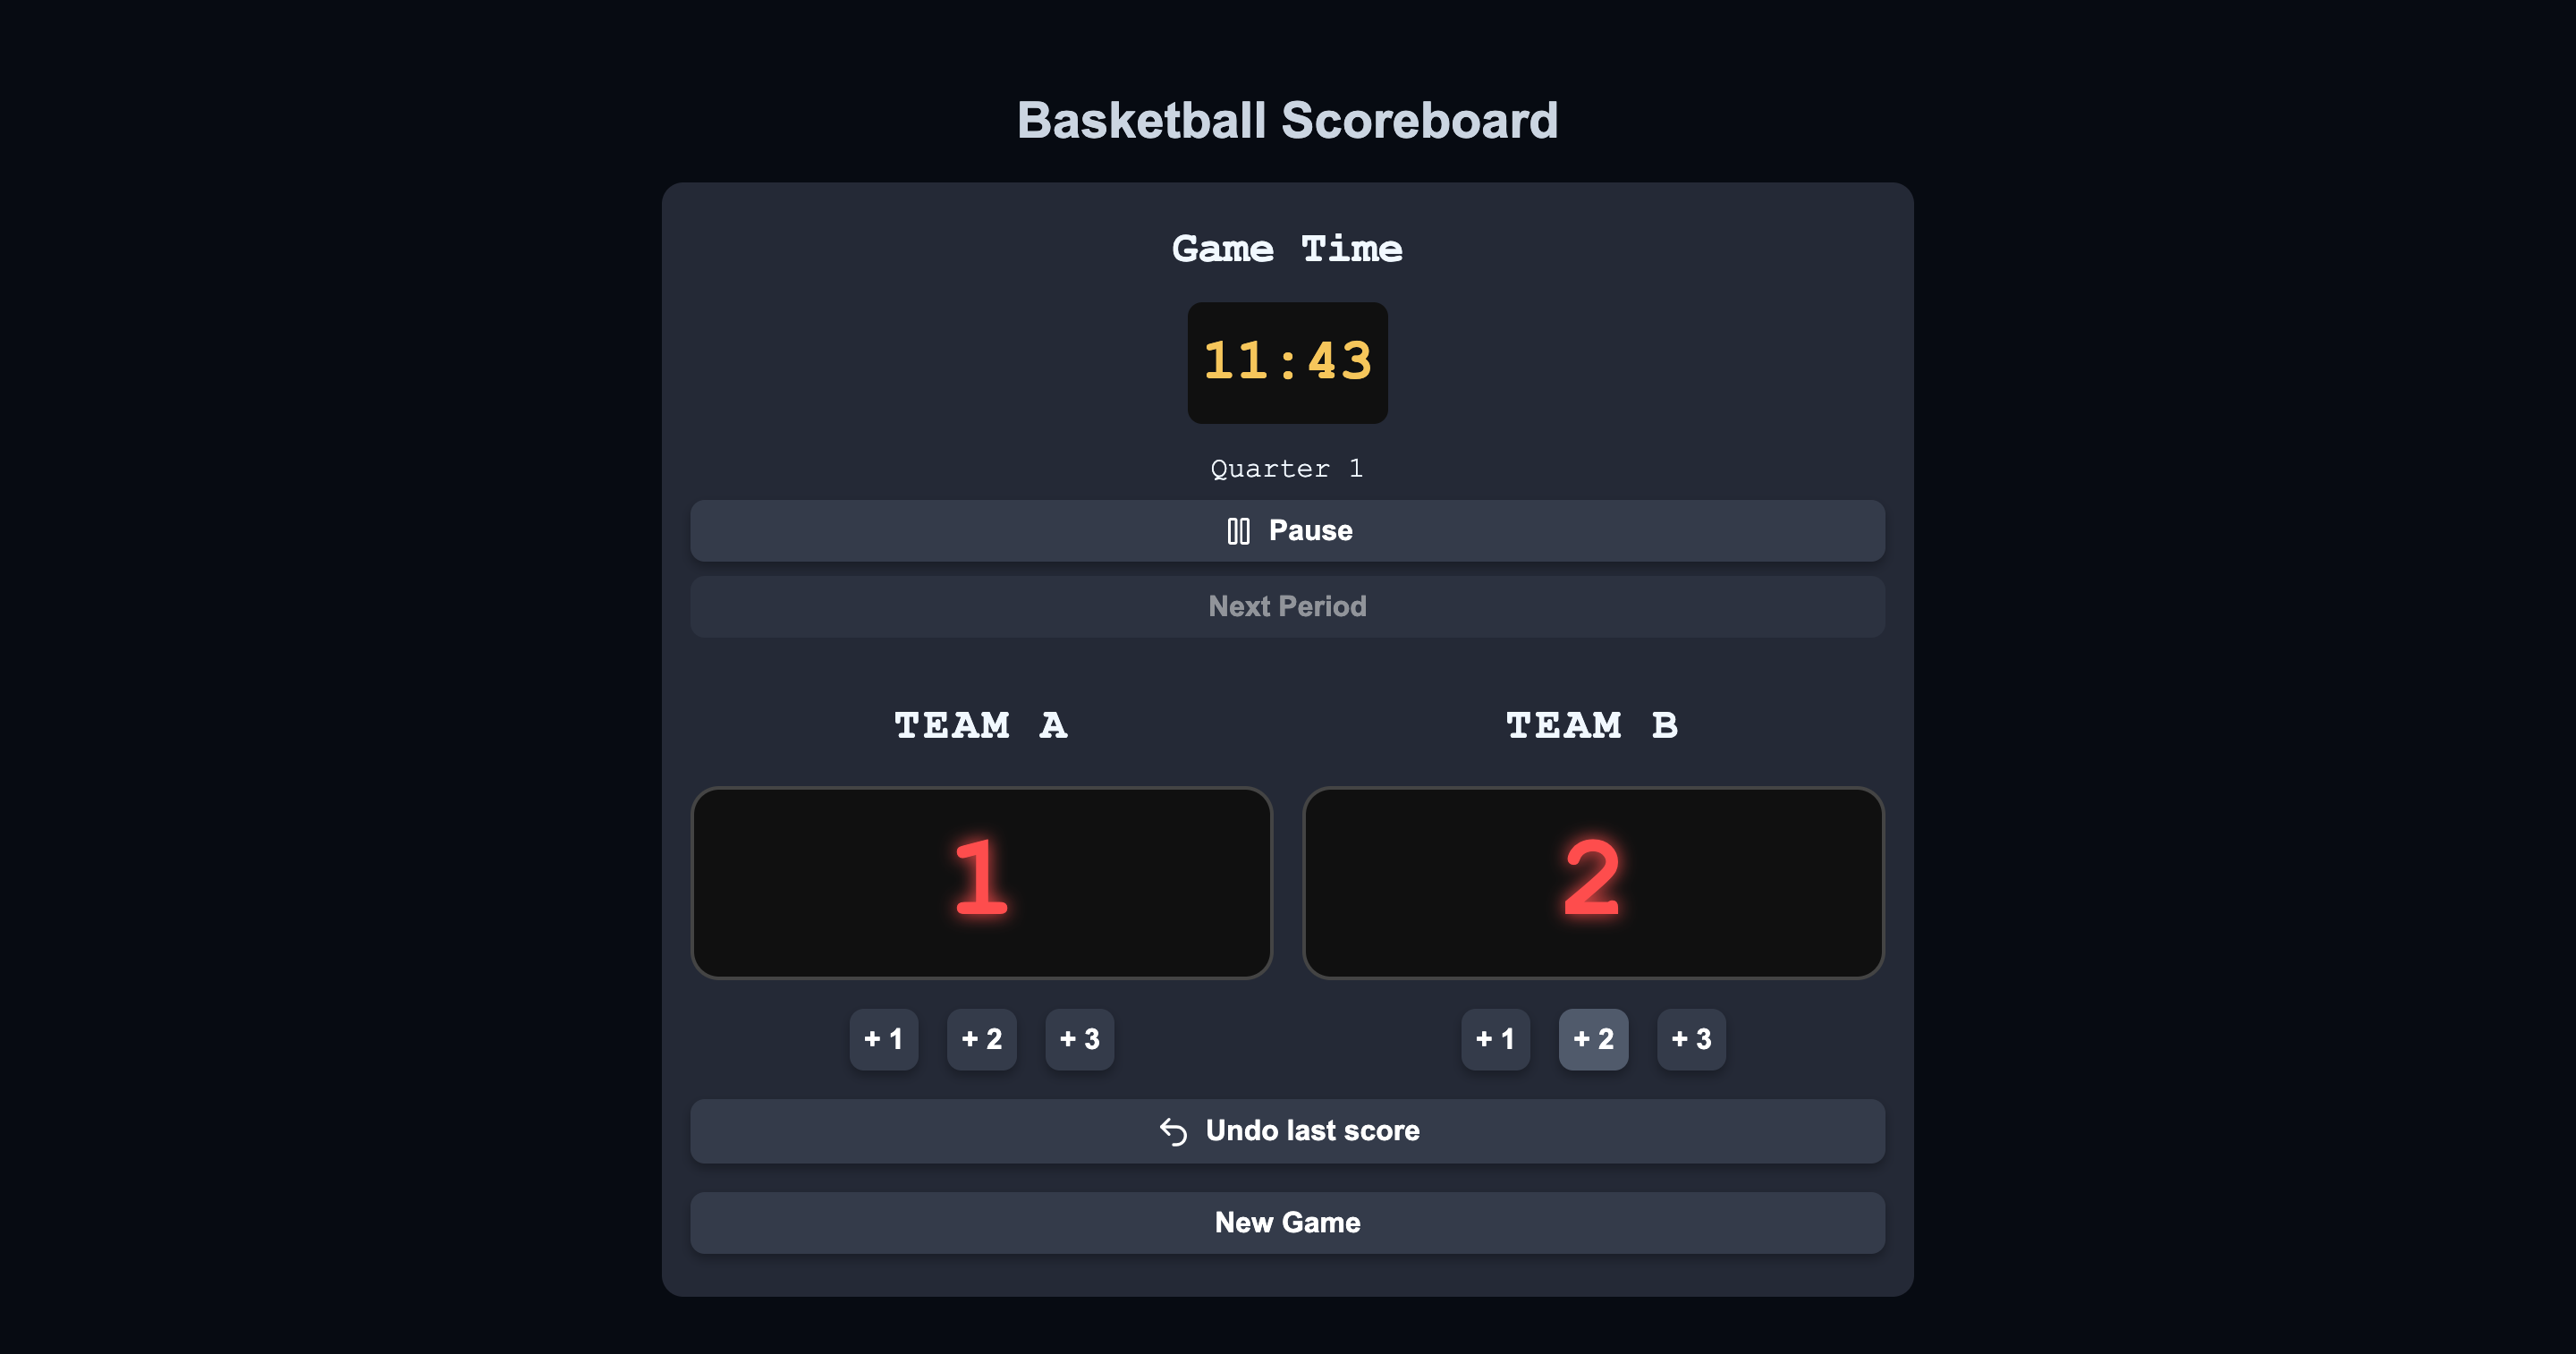 Basketball Scoreboard
Game Time
11:43
Quarter 1
Pause
Next Period
TEAM A
TEAM B
1
2
+ 1 + 2 + 3
+ 1 + 2 + 3
Undo last score
New Game